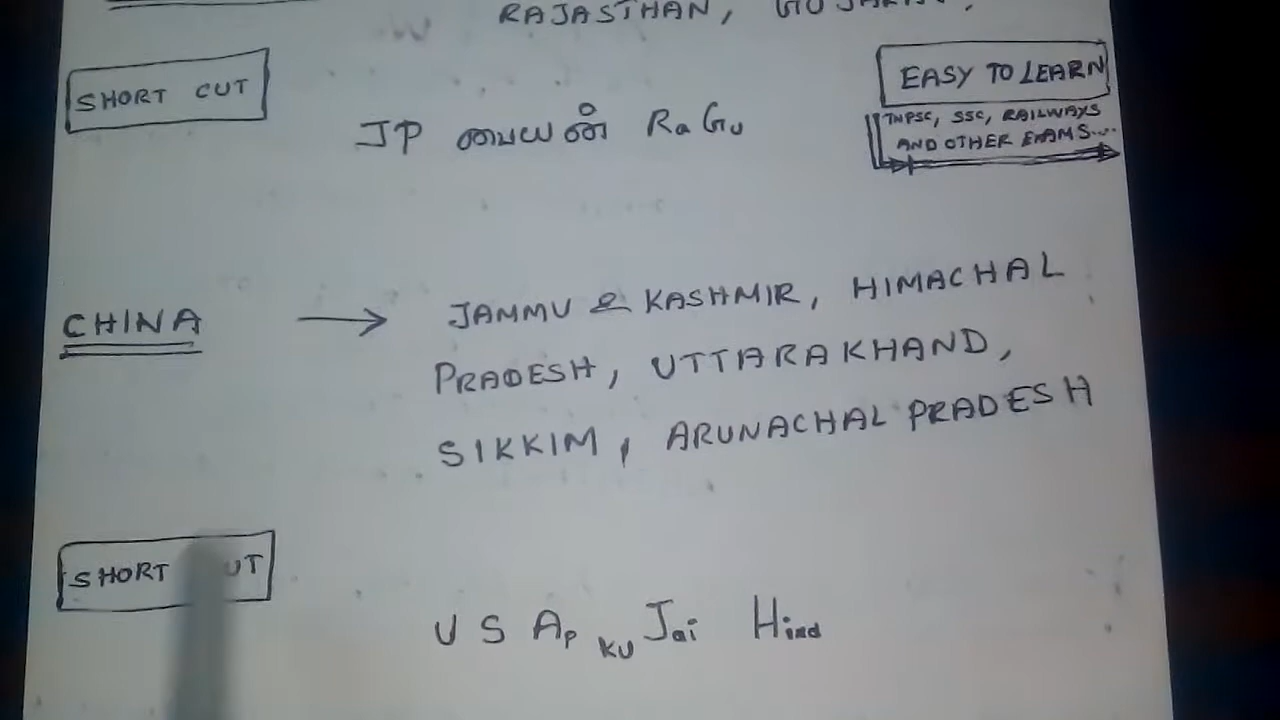 RAJASTHAN,
SHORT CUT
JP பையன் RaGu
EASY TO LEARN
TNPSC, SSC, RAILWAYS
AND OTHER EXAMS...
CHINA → JAMMU & KASHMIR, HIMACHAL
PRADESH, UTTARAKHAND,
SIKKIM, ARUNACHAL PRADESH
SHORT UT
U S Ap KU Jai Hind